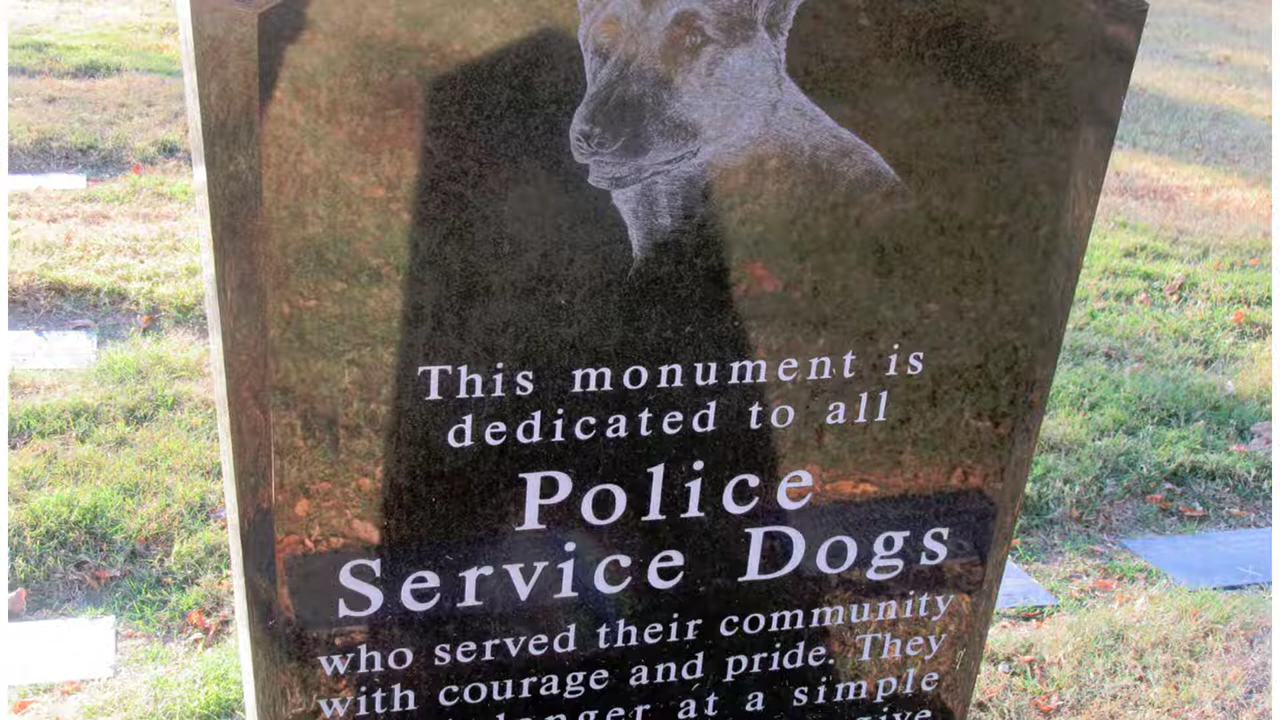 This monument is
dedicated to all
Police
Service Dogs
who served their community
with courage and pride. They
at a simple
give